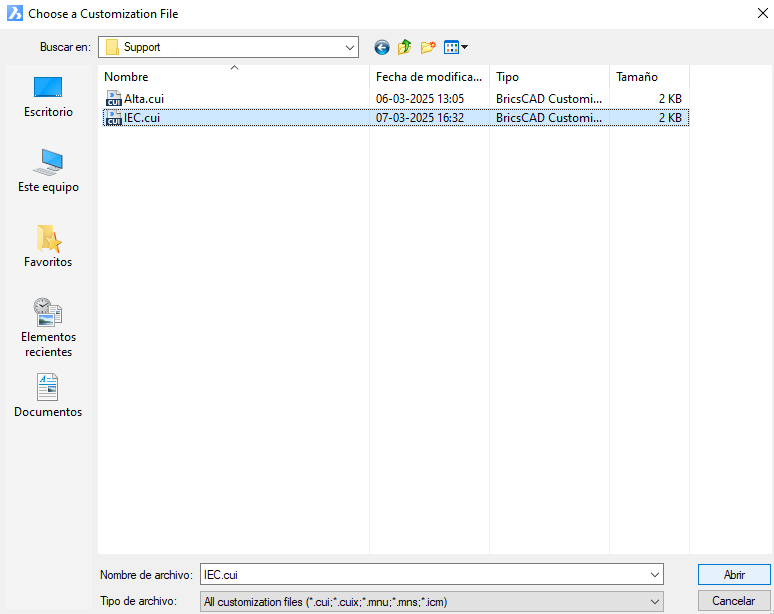 Choose a Customization File
Buscar en: Support
Nombre Fecha de modifica... Tipo Tamaño
Alta.cui 06-03-2025 13:05 BricsCAD Customi... 2 KB
IEC.cui 07-03-2025 16:32 BricsCAD Customi... 2 KB
Escritorio
Este equipo
Favoritos
Elementos
recientes
Documentos
Nombre de archivo: IEC.cui Abrir
Tipo de archivo: All customization files (*.cui;*.cuix;*.mnu;*.mns;*.icm) Cancelar